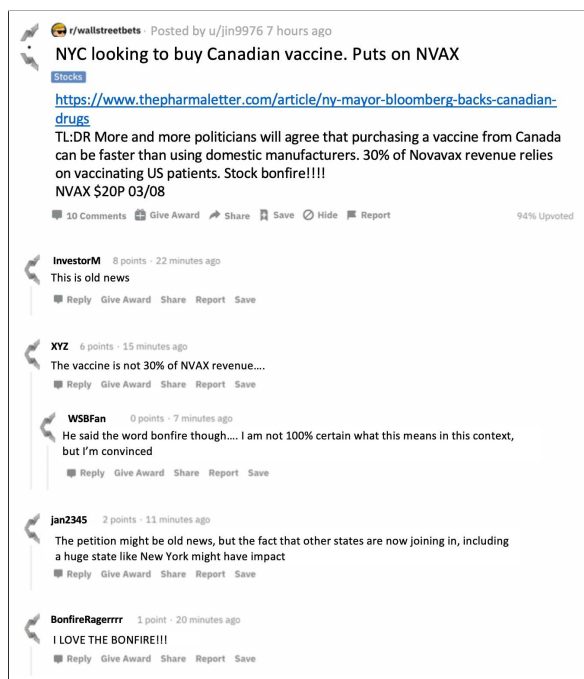 r/wallstreetbets · Posted by u/jin9976 7 hours ago
NYC looking to buy Canadian vaccine. Puts on NVAX
Stocks
https://www.thepharmaletter.com/article/ny-mayor-bloomberg-backs-canadian-
drugs
TL:DR More and more politicians will agree that purchasing a vaccine from Canada
can be faster than using domestic manufacturers. 30% of Novavax revenue relies
on vaccinating US patients. Stock bonfire!!!!
NVAX $20P 03/08
10 Comments Give Award Share Save Hide Report 94% Upvoted
InvestorM 8 points · 22 minutes ago
This is old news
Reply Give Award Share Report Save
XYZ 6 points · 15 minutes ago
The vaccine is not 30% of NVAX revenue....
Reply Give Award Share Report Save
WSBFan 0 points · 7 minutes ago
He said the word bonfire though.... I am not 100% certain what this means in this context,
but I'm convinced
Reply Give Award Share Report Save
jan2345 2 points · 11 minutes ago
The petition might be old news, but the fact that other states are now joining in, including
a huge state like New York might have impact
Reply Give Award Share Report Save
BonfireRagerrrr 1 point · 20 minutes ago
I LOVE THE BONFIRE!!!
Reply Give Award Share Report Save